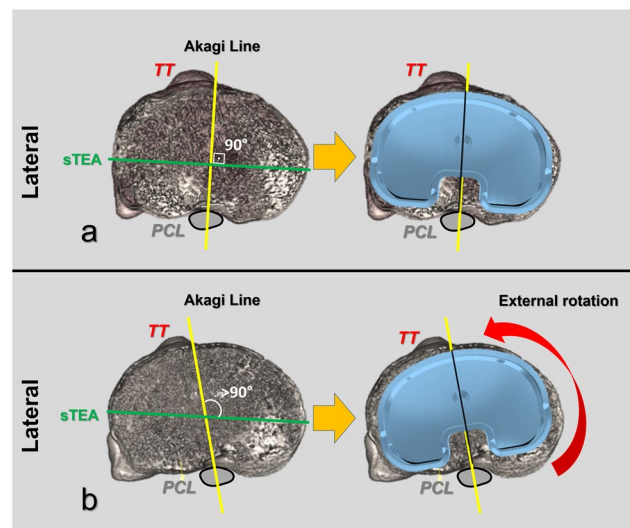 Akagi Line
TT
TT
90°
sTEA
Lateral
PCL
PCL
a
Akagi Line
External rotation
TT
TT
>90°
sTEA
Lateral
PCL
PCL
b